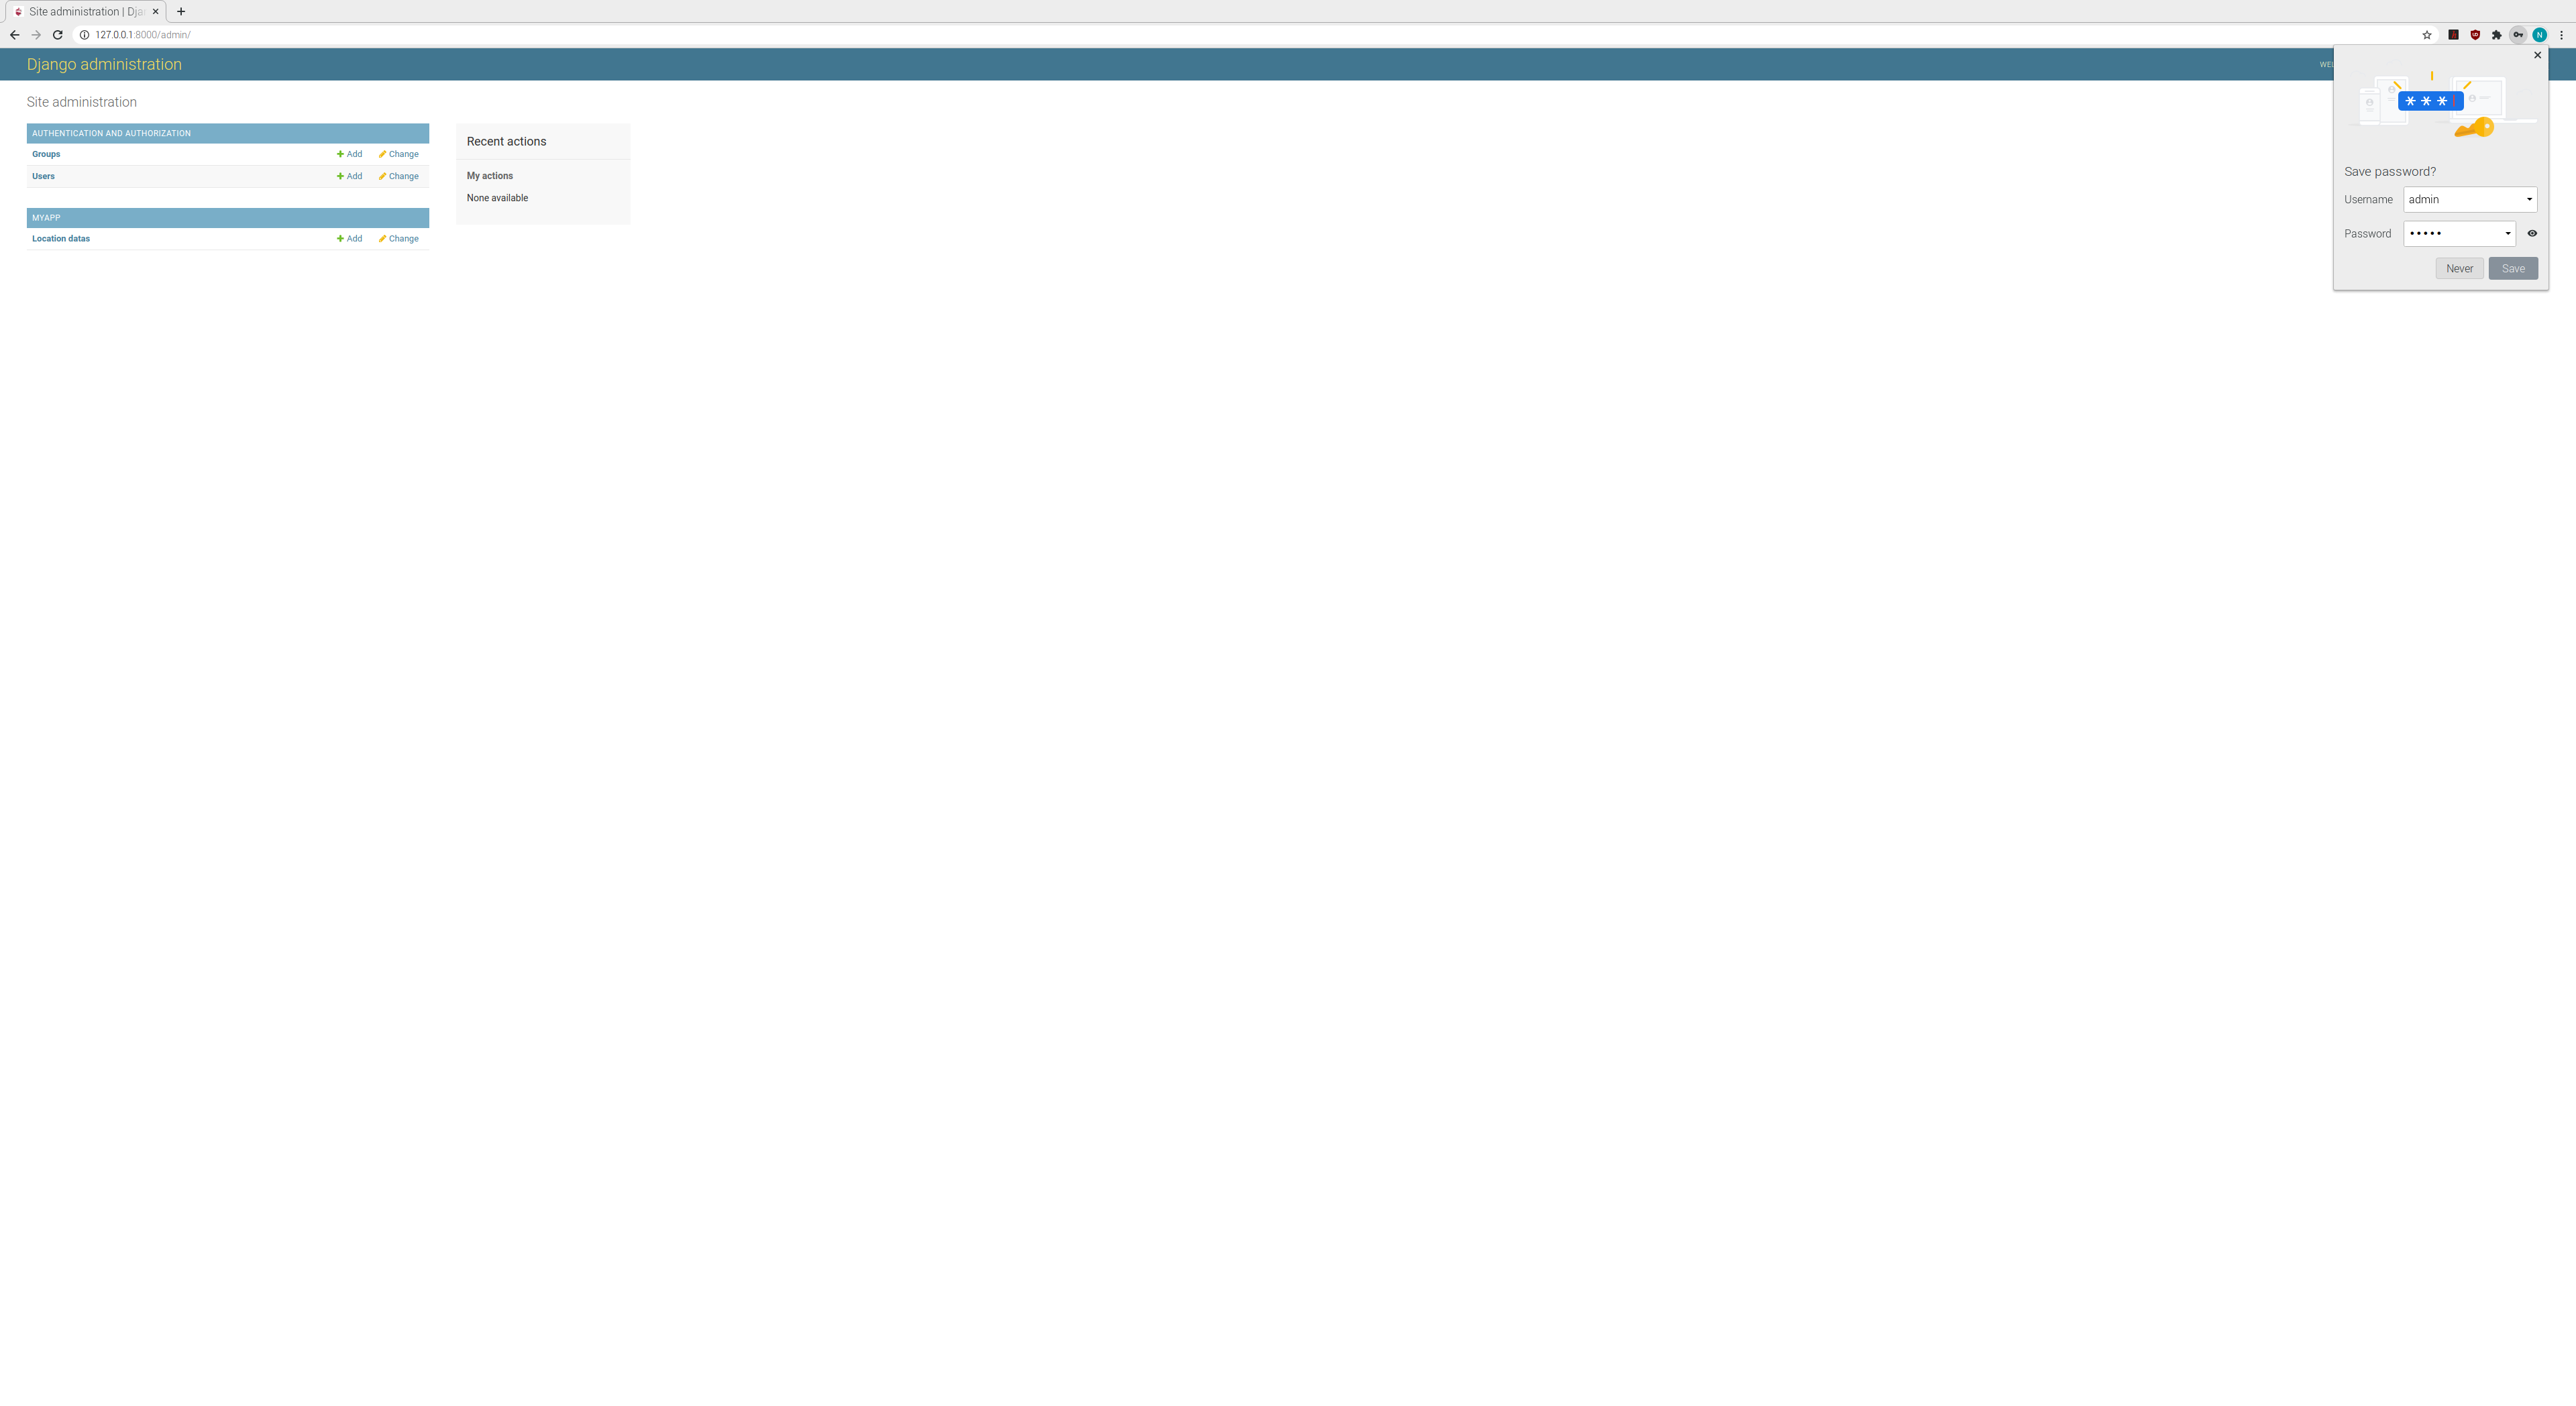 Site administration | Dja
127.0.0.1:8000/admin/
N
Django administration
WEL
Site administration
AUTHENTICATION AND AUTHORIZATION
Groups Add Change
Users Add Change
MYAPP
Location datas Add Change
Recent actions
My actions
None available
* * *
Save password?
Username admin
Password •••••
Never Save